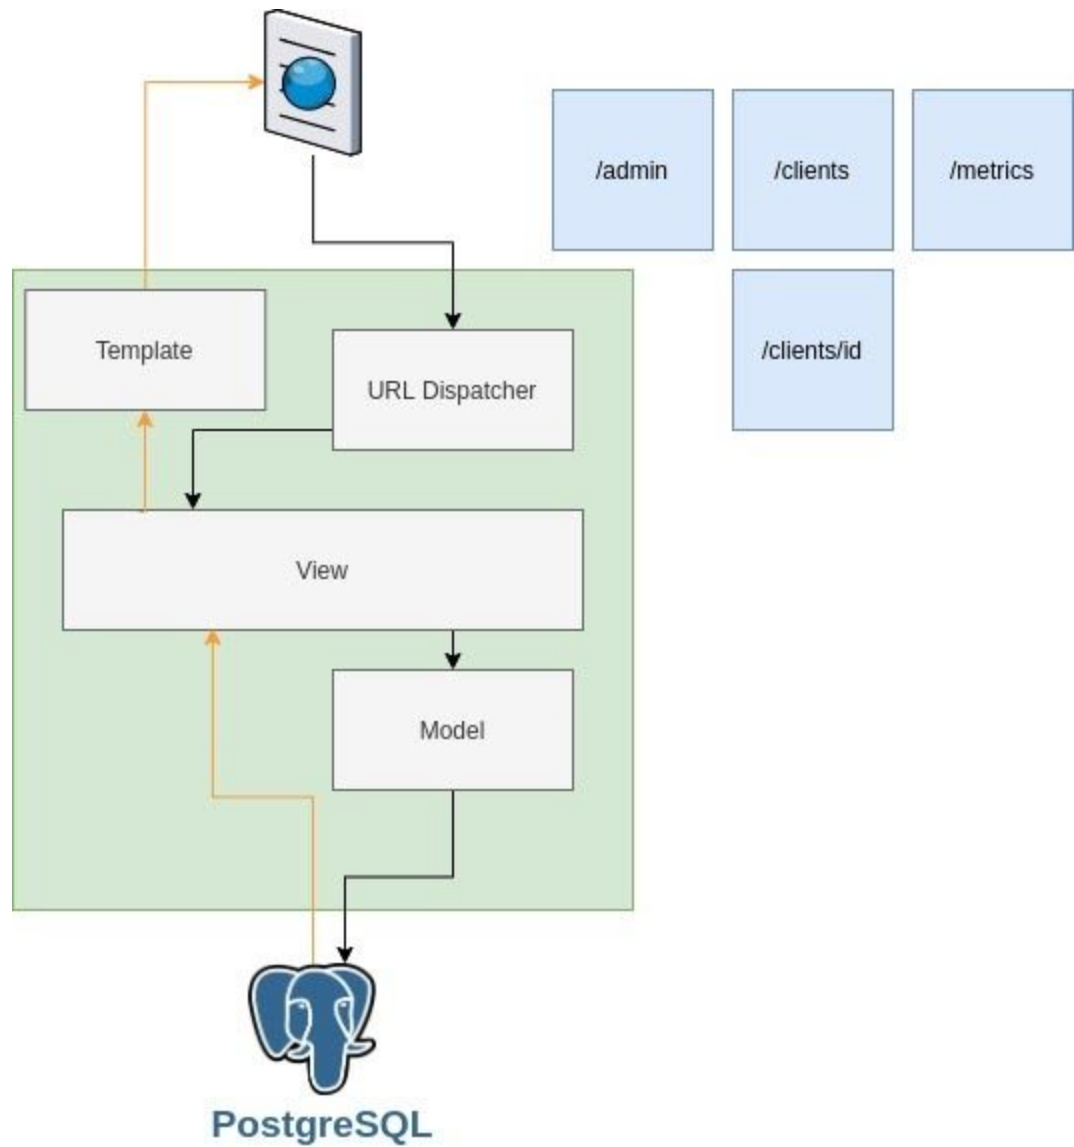 /admin
/clients
/metrics
Template
/clients/id
URL Dispatcher
View
Model
PostgreSQL